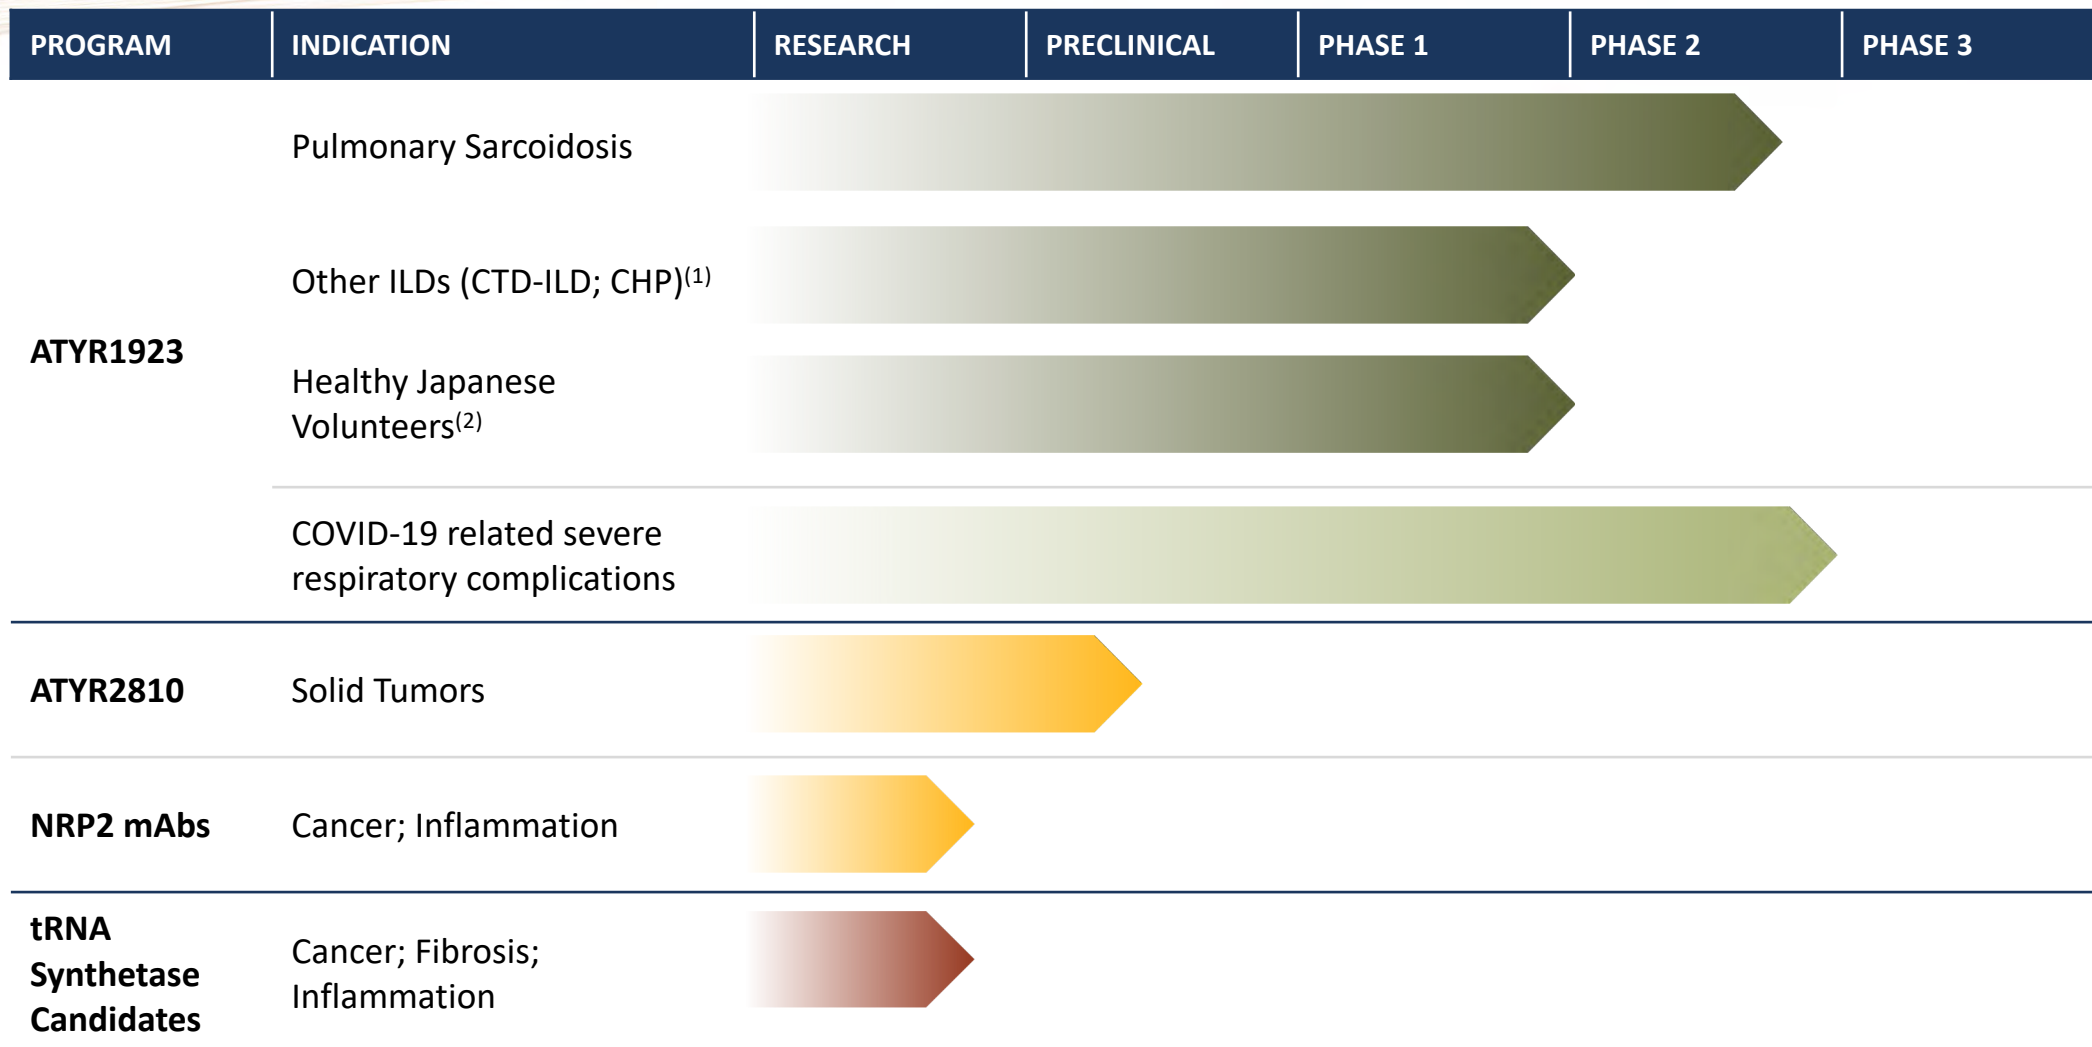 PROGRAM INDICATION RESEARCH PRECLINICAL PHASE 1 PHASE 2 PHASE 3
Pulmonary Sarcoidosis
Other ILDs (CTD-ILD; CHP)(1)
ATYR1923
Healthy Japanese
Volunteers(2)
COVID-19 related severe
respiratory complications
ATYR2810 Solid Tumors
NRP2 mAbs Cancer; Inflammation
tRNA
Synthetase
Candidates
Cancer; Fibrosis;
Inflammation